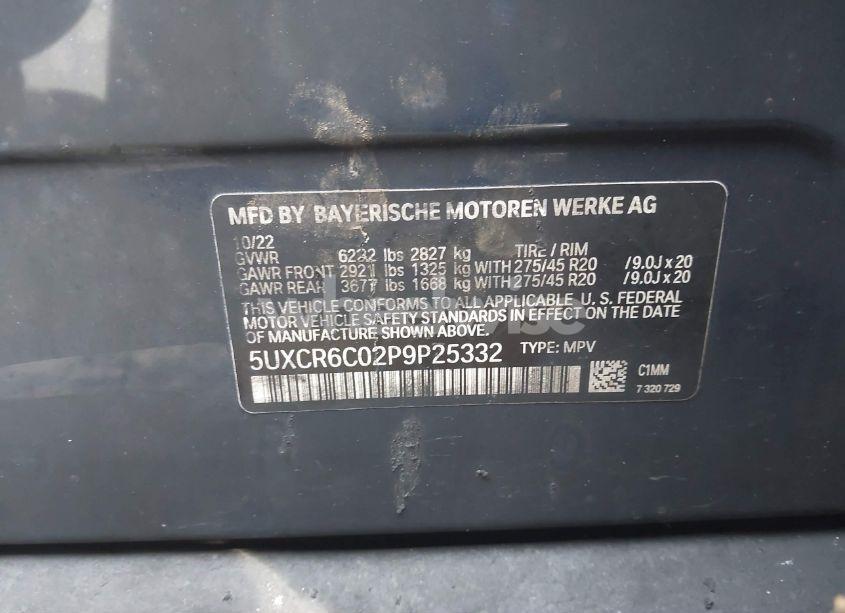 MFD BY BAYERISCHE MOTOREN WERKE AG
10/22
GVWR 6232 lbs 2827 kg TIRE / RIM
GAWR FRONT 2921 lbs 1325 kg WITH 275/45 R20 /9.0J x 20
GAWR REAR 3677 lbs 1668 kg WITH 275/45 R20 /9.0J x 20
THIS VEHICLE CONFORMS TO ALL APPLICABLE U. S. FEDERAL
MOTOR VEHICLE SAFETY STANDARDS IN EFFECT ON THE DATE
OF MANUFACTURE SHOWN ABOVE.
5UXCR6C02P9P25332 TYPE: MPV
C1MM
7 320 729